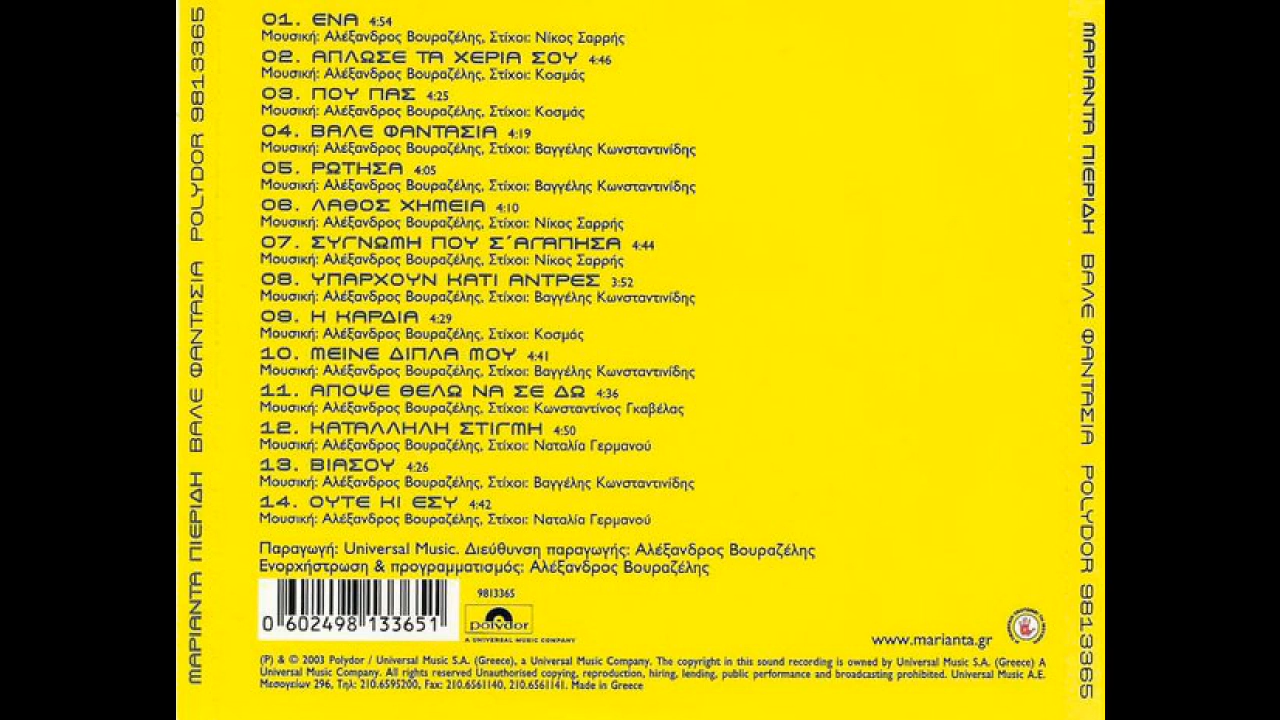 01. ΕΝΑ 4:54
Μουσική: Αλέξανδρος Βουραζέλης, Στίχοι: Νίκος Σαρρής
02. ΑΠΛΩΣΕ ΤΑ ΧΕΡΙΑ ΣΟΥ 4:46
Μουσική: Αλέξανδρος Βουραζέλης, Στίχοι: Κοσμάς
03. ΠΟΥ ΠΑΣ 4:25
Μουσική: Αλέξανδρος Βουραζέλης, Στίχοι: Κοσμάς
04. ΒΑΛΕ ΦΑΝΤΑΣΙΑ 4:19
Μουσική: Αλέξανδρος Βουραζέλης, Στίχοι: Βαγγέλης Κωνσταντινίδης
05. ΡΩΤΗΣΑ 4:05
Μουσική: Αλέξανδρος Βουραζέλης, Στίχοι: Βαγγέλης Κωνσταντινίδης
06. ΛΑΘΟΣ ΧΗΜΕΙΑ 4:10
Μουσική: Αλέξανδρος Βουραζέλης, Στίχοι: Νίκος Σαρρής
07. ΣΥΓΝΩΜΗ ΠΟΥ Σ΄ΑΓΑΠΗΣΑ 4:44
Μουσική: Αλέξανδρος Βουραζέλης, Στίχοι: Νίκος Σαρρής
08. ΥΠΑΡΧΟΥΝ ΚΑΤΙ ΑΝΤΡΕΣ 3:52
Μουσική: Αλέξανδρος Βουραζέλης, Στίχοι: Βαγγέλης Κωνσταντινίδης
09. Η ΚΑΡΔΙΑ 4:29
Μουσική: Αλέξανδρος Βουραζέλης, Στίχοι: Κοσμάς
10. ΜΕΙΝΕ ΔΙΠΛΑ ΜΟΥ 4:41
Μουσική: Αλέξανδρος Βουραζέλης, Στίχοι: Βαγγέλης Κωνσταντινίδης
11. ΑΠΟΨΕ ΘΕΛΩ ΝΑ ΣΕ ΔΩ 4:36
Μουσική: Αλέξανδρος Βουραζέλης, Στίχοι: Κωνσταντίνος Γκαβέλας
12. ΚΑΤΑΛΛΗΛΗ ΣΤΙΓΜΗ 4:50
Μουσική: Αλέξανδρος Βουραζέλης, Στίχοι: Ναταλία Γερμανού
13. ΒΙΑΣΟΥ 4:26
Μουσική: Αλέξανδρος Βουραζέλης, Στίχοι: Βαγγέλης Κωνσταντινίδης
14. ΟΥΤΕ ΚΙ ΕΣΥ 4:42
Μουσική: Αλέξανδρος Βουραζέλης, Στίχοι: Ναταλία Γερμανού
Παραγωγή: Universal Music. Διεύθυνση παραγωγής: Αλέξανδρος Βουραζέλης
Ενορχήστρωση & προγραμματισμός: Αλέξανδρος Βουραζέλης
0 602498 133651
9813365
polydor
A UNIVERSAL MUSIC COMPANY
www.marianta.gr
(P) & © 2003 Polydor / Universal Music S.A. (Greece), a Universal Music Company. The copyright in this sound recording is owned by Universal Music S.A. (Greece) A
Universal Music Company. All rights reserved Unauthorised copying, reproduction, hiring, lending, public performance and broadcasting prohibited. Universal Music A.E.
Μεσογείων 296, Τηλ: 210.6595200, Fax: 210.6561140, 210.6561141. Made in Greece
ΜΑΡΙΑΝΤΑ ΠΙΕΡΙΔΗ ΒΑΛΕ ΦΑΝΤΑΣΙΑ POLYDOR 9813365
ΜΑΡΙΑΝΤΑ ΠΙΕΡΙΔΗ ΒΑΛΕ ΦΑΝΤΑΣΙΑ POLYDOR 9813365